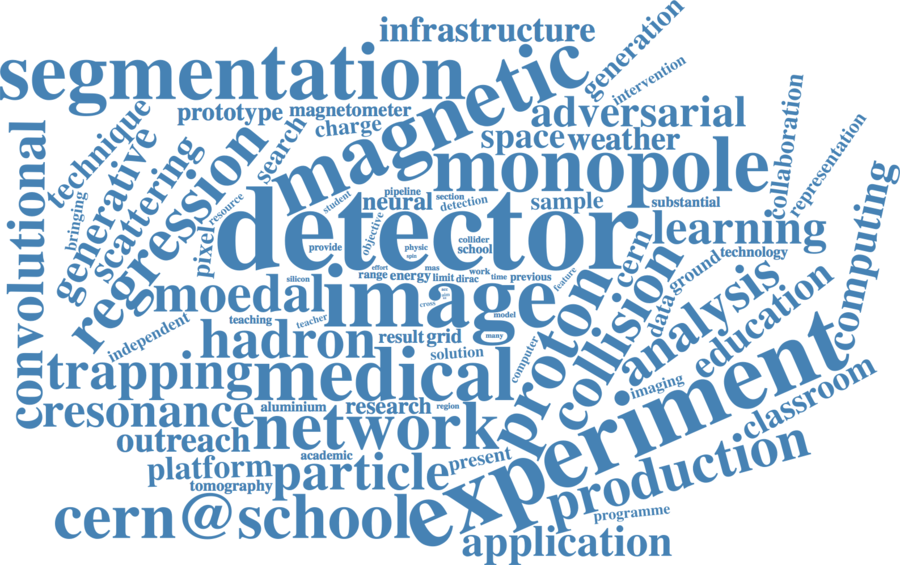 infrastructure
generation
segmentation
magnetic
intervention
prototype
magnetometer
adversarial
technique
charge
search
space
weather
collaboration
convolutional
generative
scattering
regression
monopole
representation
computing
bringing
resource
pixel
student
pipeline
neural
section
detection
sample
substantial
detector
objective
provide
physic
spin
collider
school
learning
cern
technology
effort
range
energy
mas
limit
dirac
work
time
previous
feature
silicon
moedal
image
cross
model
many
proton
collision
data
ground
analysis
education
independent
teaching
teacher
hadron
result
grid
solution
computer
trapping
medical
imaging
experiment
classroom
resonance
aluminium
research
region
outreach
network
academic
platform
tomography
particle
present
production
programme
cern@school
application